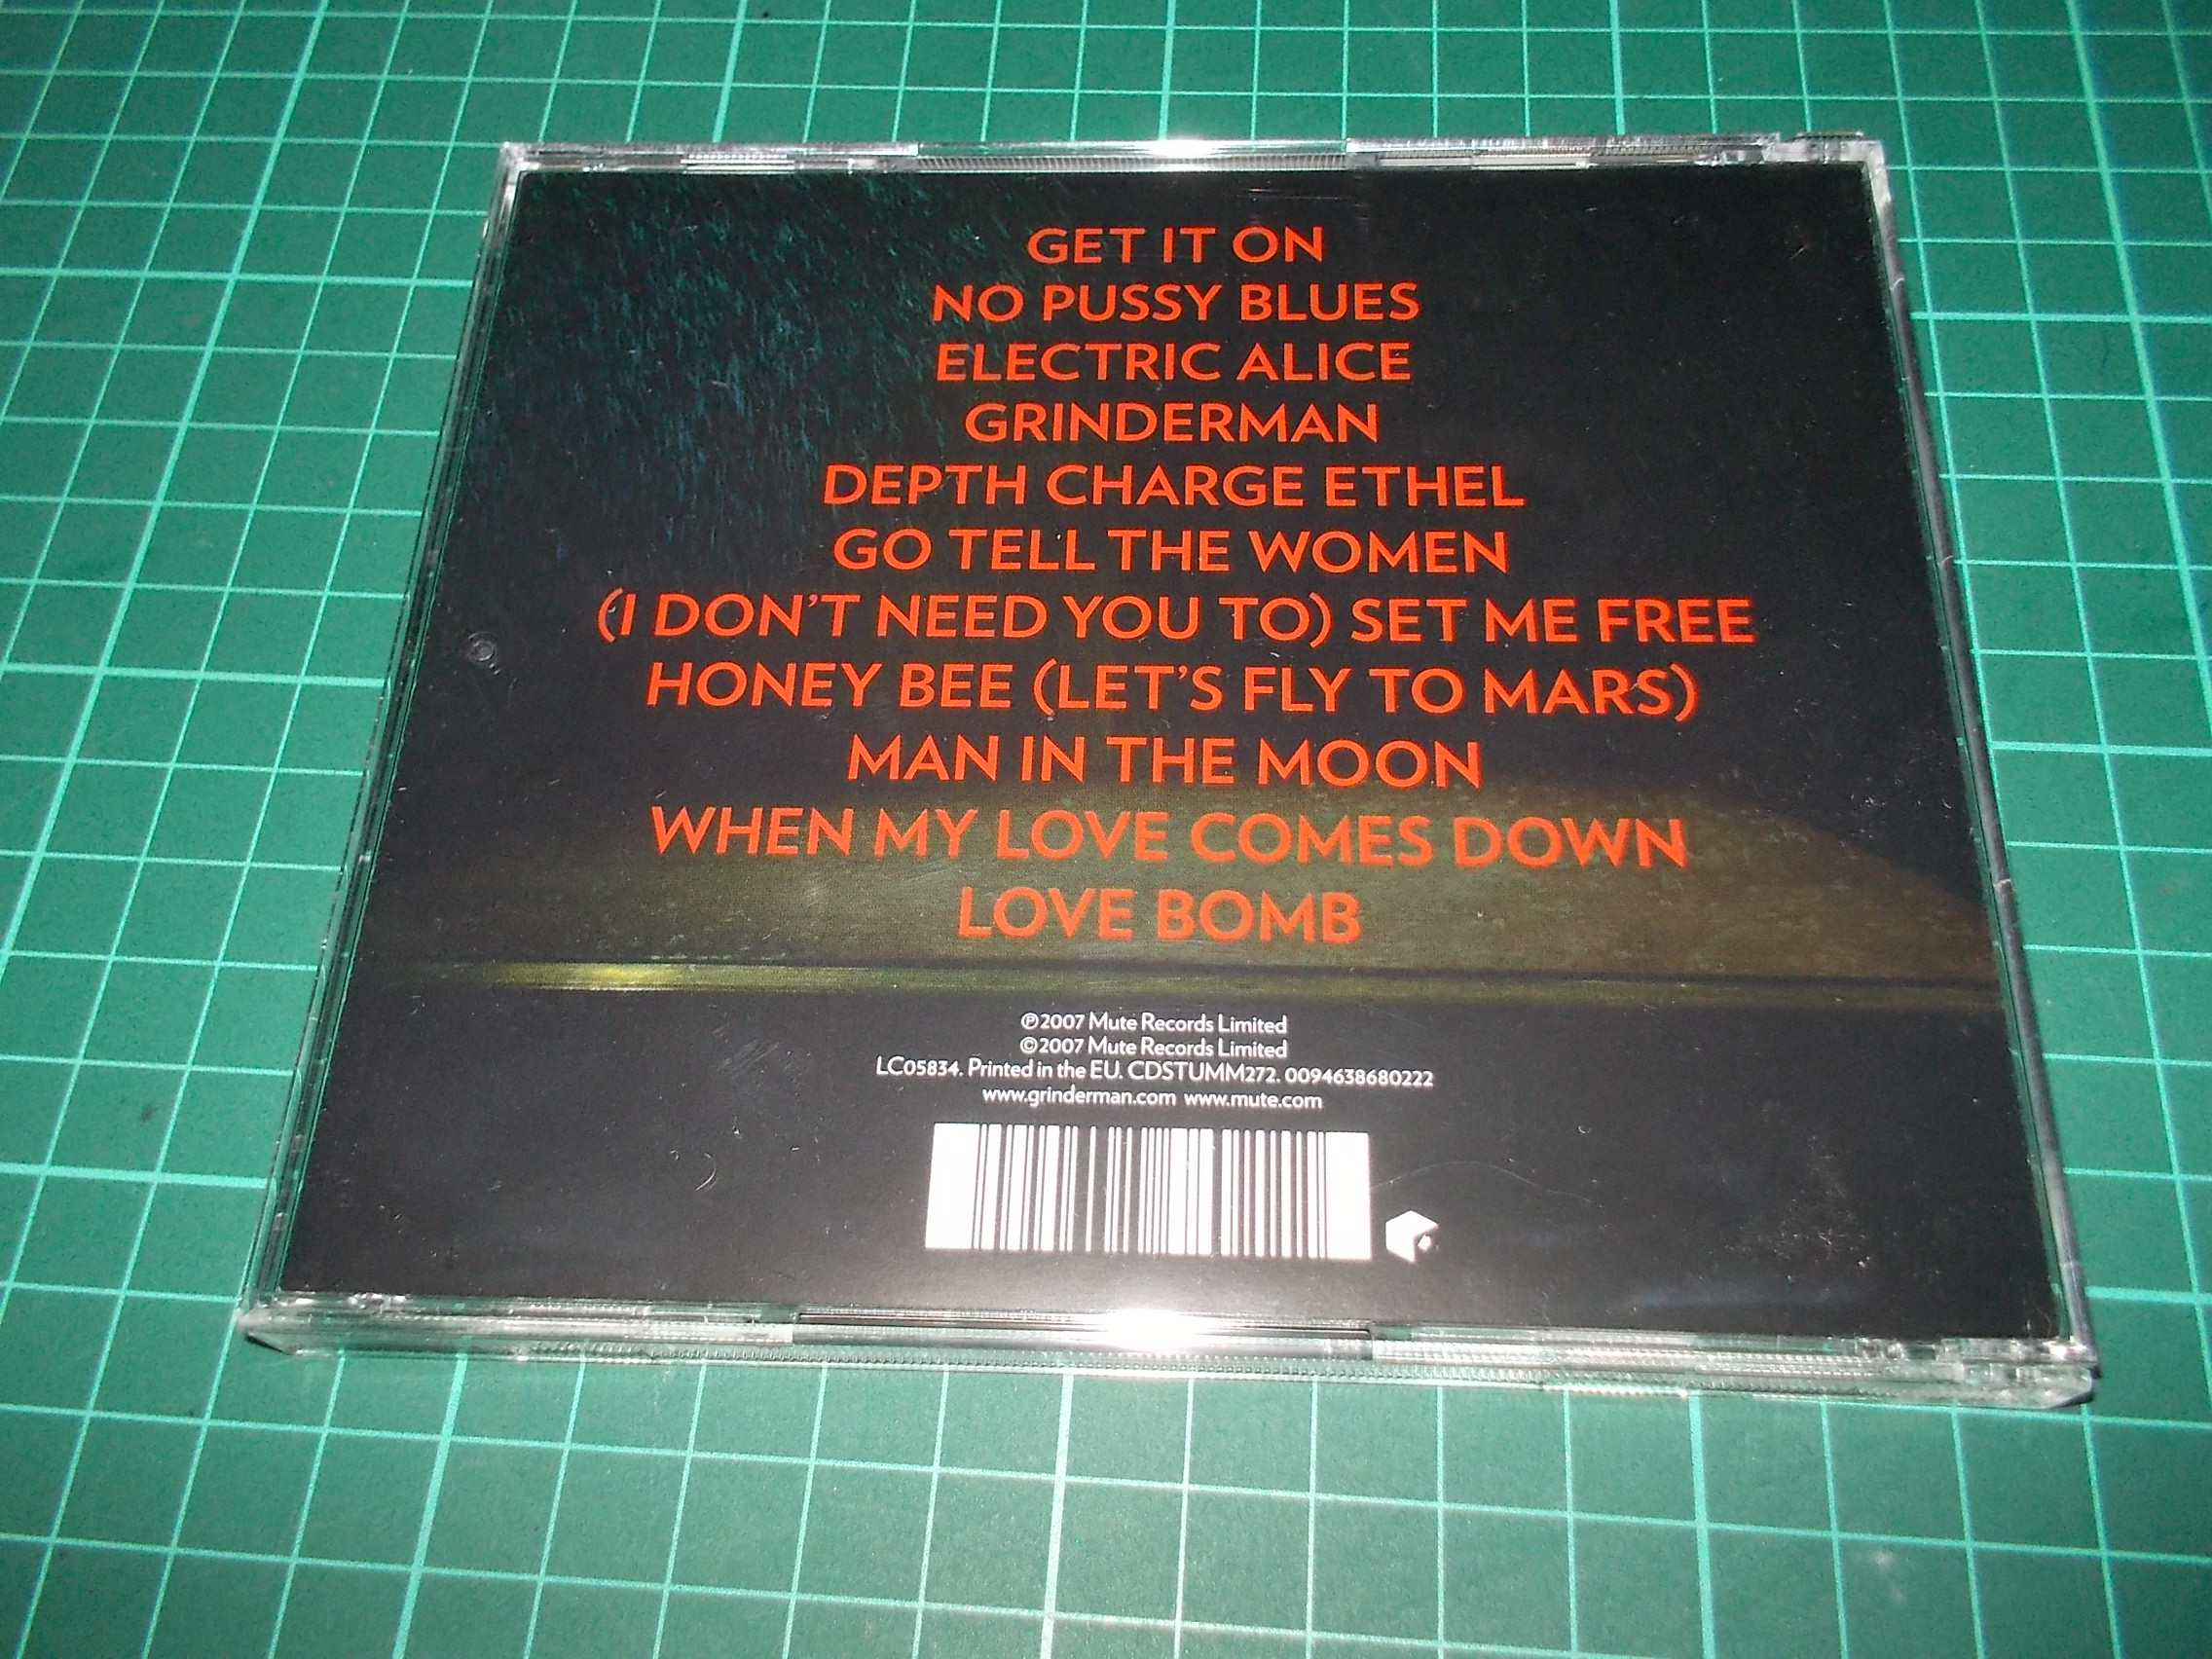 GET IT ON
NO PUSSY BLUES
ELECTRIC ALICE
GRINDERMAN
DEPTH CHARGE ETHEL
GO TELL THE WOMEN
(I DON'T NEED YOU TO) SET ME FREE
HONEY BEE (LET'S FLY TO MARS)
MAN IN THE MOON
WHEN MY LOVE COMES DOWN
LOVE BOMB
℗2007 Mute Records Limited
©2007 Mute Records Limited
LC05834. Printed in the EU. CDSTUMM272. 0094638680222
www.grinderman.com www.mute.com